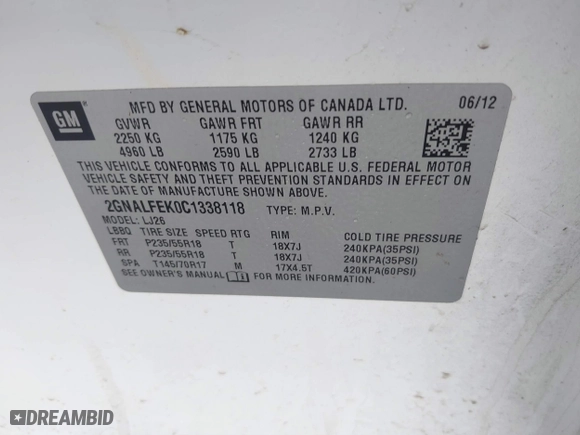 GM
MFD BY GENERAL MOTORS OF CANADA LTD. 06/12
GVWR GAWR FRT GAWR RR
2250 KG 1175 KG 1240 KG
4960 LB 2590 LB 2733 LB
THIS VEHICLE CONFORMS TO ALL APPLICABLE U.S. FEDERAL MOTOR
VEHICLE SAFETY AND THEFT PREVENTION STANDARDS IN EFFECT ON
THE DATE OF MANUFACTURE SHOWN ABOVE.
2GNALFEK0C1338118 TYPE: M.P.V.
MODEL: LJ26
LBBQ TIRE SIZE SPEED RTG RIM COLD TIRE PRESSURE
FRT P235/55R18 T 18X7J 240KPA(35PSI)
RR P235/55R18 T 18X7J 240KPA(35PSI)
SPA T145/70R17 M 17X4.5T 420KPA(60PSI)
SEE OWNER'S MANUAL FOR MORE INFORMATION.
DREAMBID